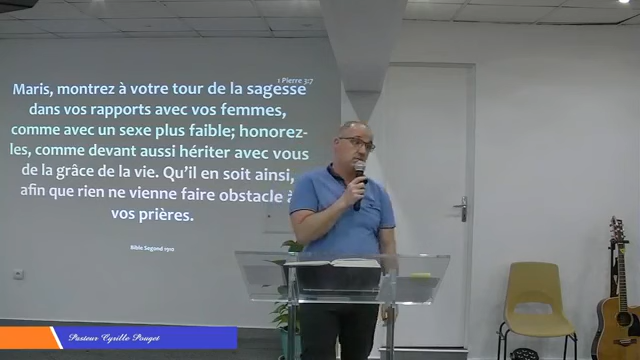 1 Pierre 3:7
Maris, montrez à votre tour de la sagesse
dans vos rapports avec vos femmes,
comme avec un sexe plus faible; honorez-
les, comme devant aussi hériter avec vous
de la grâce de la vie. Qu'il en soit ainsi,
afin que rien ne vienne faire obstacle à
vos prières.
Bible Segond 1910
Pasteur Cyrille Pouget